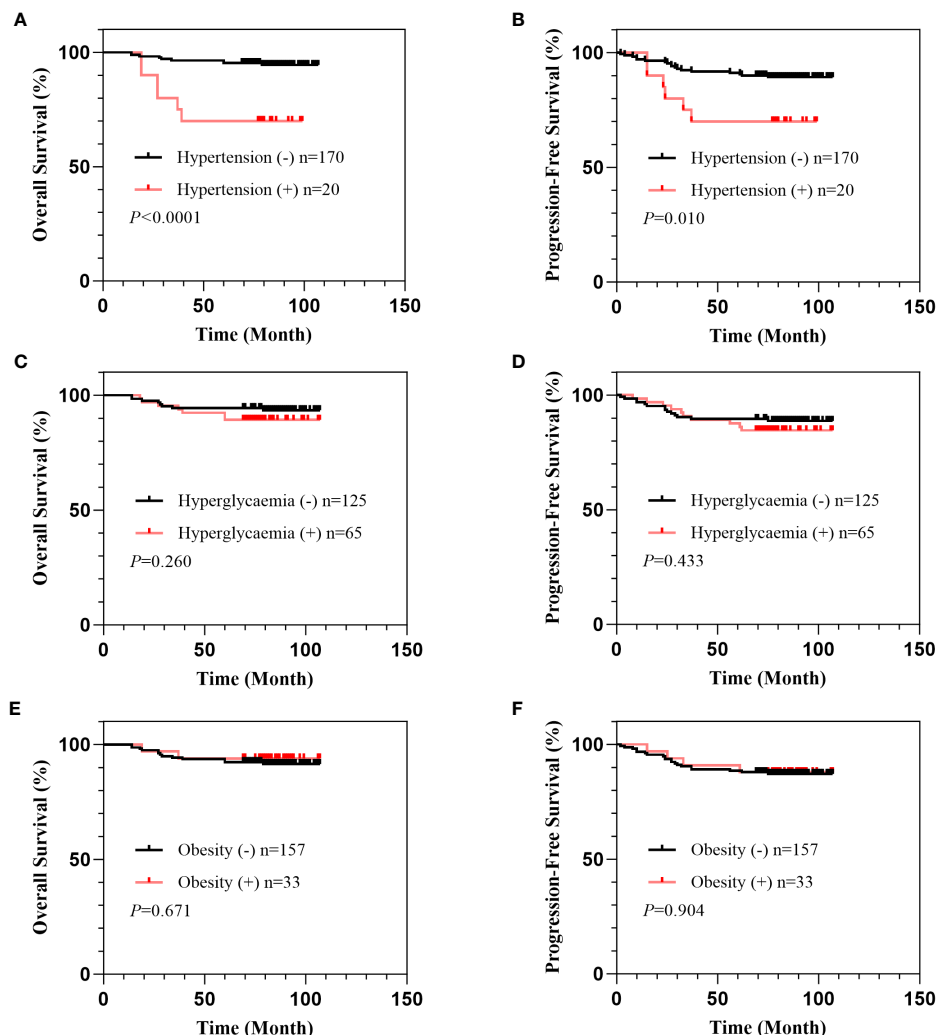 A
Overall Survival (%)
100
50
0
Hypertension (-) n=170
Hypertension (+) n=20
P<0.0001
0 50 100 150
Time (Month)
B
Progression-Free Survival (%)
100
50
0
Hypertension (-) n=170
Hypertension (+) n=20
P=0.010
0 50 100 150
Time (Month)
C
Overall Survival (%)
100
50
0
Hyperglycaemia (-) n=125
Hyperglycaemia (+) n=65
P=0.260
0 50 100 150
Time (Month)
D
Progression-Free Survival (%)
100
50
0
Hyperglycaemia (-) n=125
Hyperglycaemia (+) n=65
P=0.433
0 50 100 150
Time (Month)
E
Overall Survival (%)
100
50
0
Obesity (-) n=157
Obesity (+) n=33
P=0.671
0 50 100 150
Time (Month)
F
Progression-Free Survival (%)
100
50
0
Obesity (-) n=157
Obesity (+) n=33
P=0.904
0 50 100 150
Time (Month)